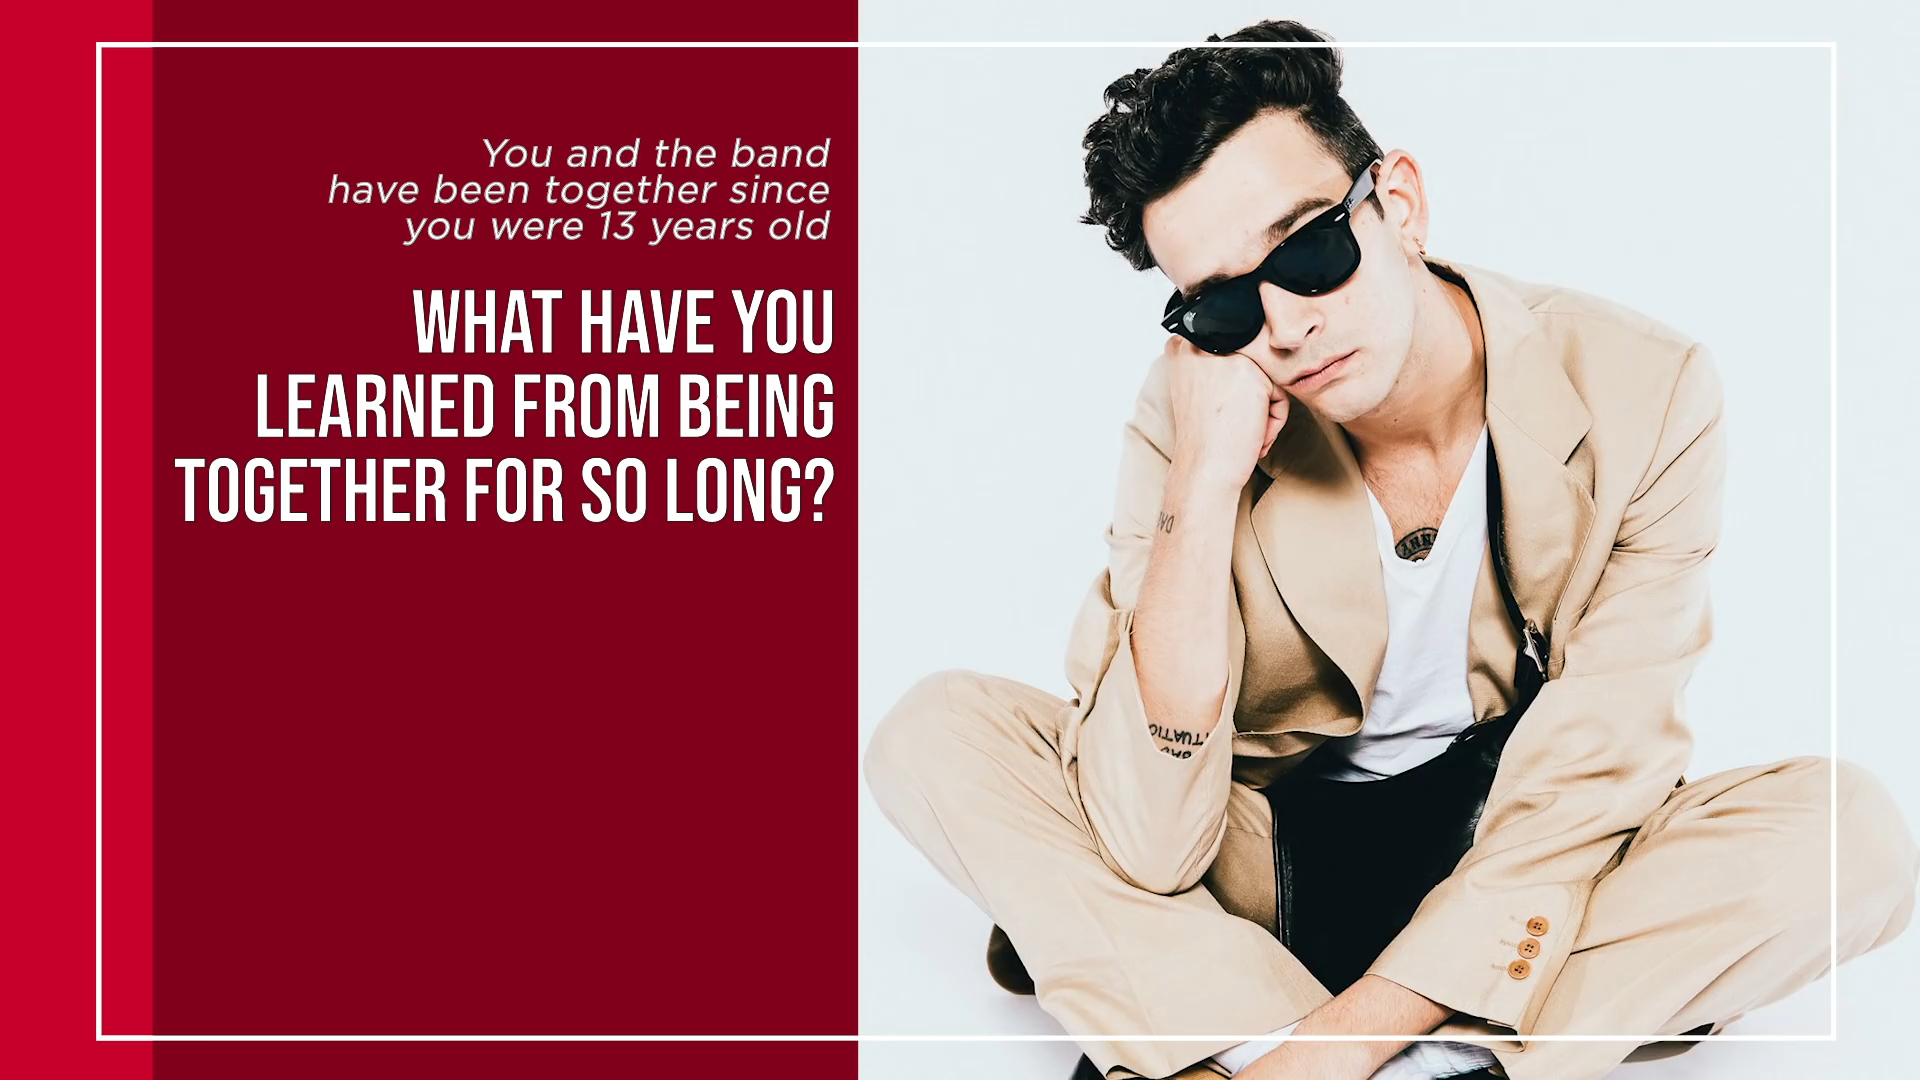 You and the band
have been together since
you were 13 years old
WHAT HAVE YOU
LEARNED FROM BEING
TOGETHER FOR SO LONG?